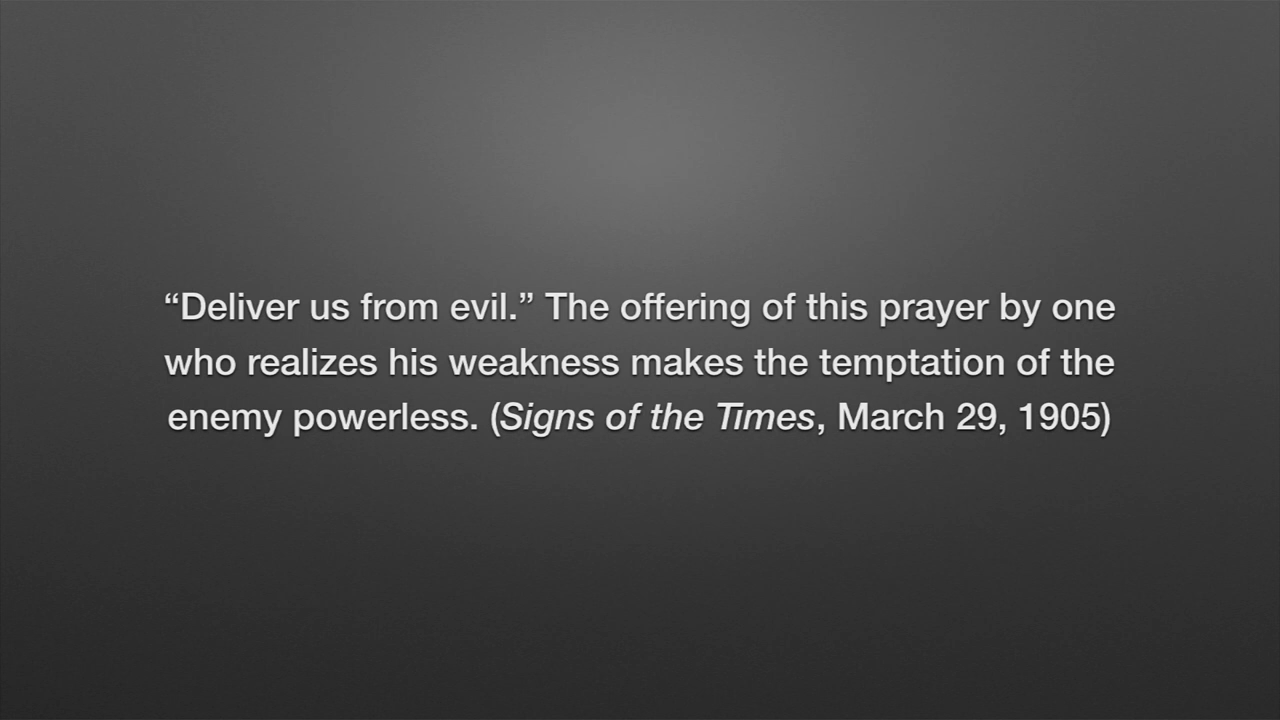 “Deliver us from evil.” The offering of this prayer by one
who realizes his weakness makes the temptation of the
enemy powerless. (Signs of the Times, March 29, 1905)